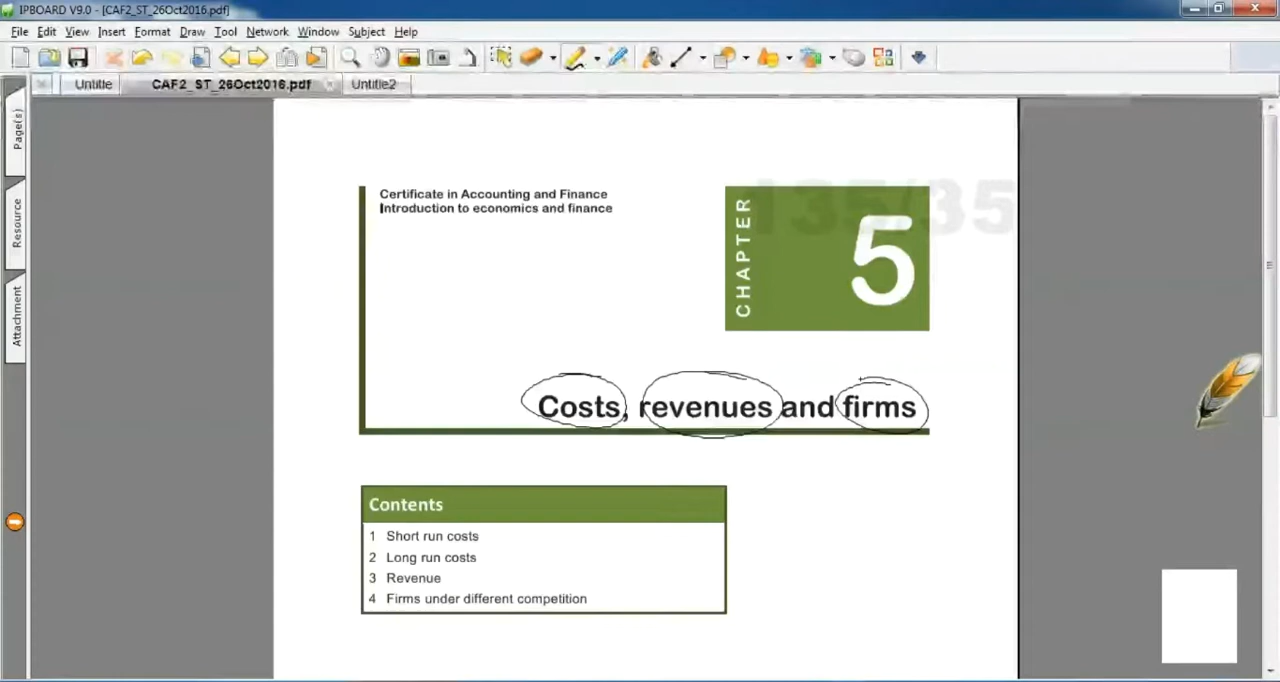 IPBOARD V9.0 - [CAF2_ST_26Oct2016.pdf]
File Edit View Insert Format Draw Tool Network Window Subject Help
Untitle CAF2_ST_26Oct2016.pdf Untitle2
Page(s)
Resource
Attachment
Certificate in Accounting and Finance
Introduction to economics and finance
CHAPTER
5
Costs, revenues and firms
Contents
1 Short run costs
2 Long run costs
3 Revenue
4 Firms under different competition